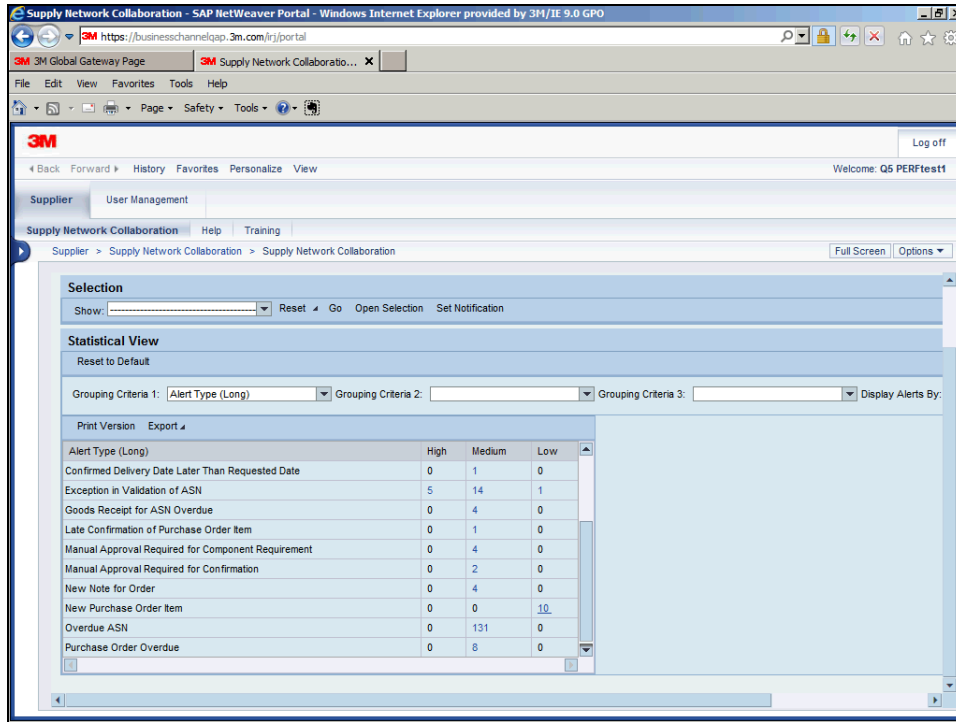 Supply Network Collaboration - SAP NetWeaver Portal - Windows Internet Explorer provided by 3M/IE 9.0 GPO
3M https://businesschannelqap.3m.com/irj/portal
3M 3M Global Gateway Page 3M Supply Network Collaboratio... X
File Edit View Favorites Tools Help
Page Safety Tools
3M
Log off
Back Forward History Favorites Personalize View Welcome: Q5 PERFtest1
Supplier User Management
Supply Network Collaboration Help Training
Supplier > Supply Network Collaboration > Supply Network Collaboration Full Screen Options
Selection
Show: ---------------------------------------- Reset Go Open Selection Set Notification
Statistical View
Reset to Default
Grouping Criteria 1: Alert Type (Long) Grouping Criteria 2: Grouping Criteria 3: Display Alerts By:
Print Version Export
Alert Type (Long) High Medium Low
Confirmed Delivery Date Later Than Requested Date 0 1 0
Exception in Validation of ASN 5 14 1
Goods Receipt for ASN Overdue 0 4 0
Late Confirmation of Purchase Order Item 0 1 0
Manual Approval Required for Component Requirement 0 4 0
Manual Approval Required for Confirmation 0 2 0
New Note for Order 0 4 0
New Purchase Order Item 0 0 10
Overdue ASN 0 131 0
Purchase Order Overdue 0 8 0